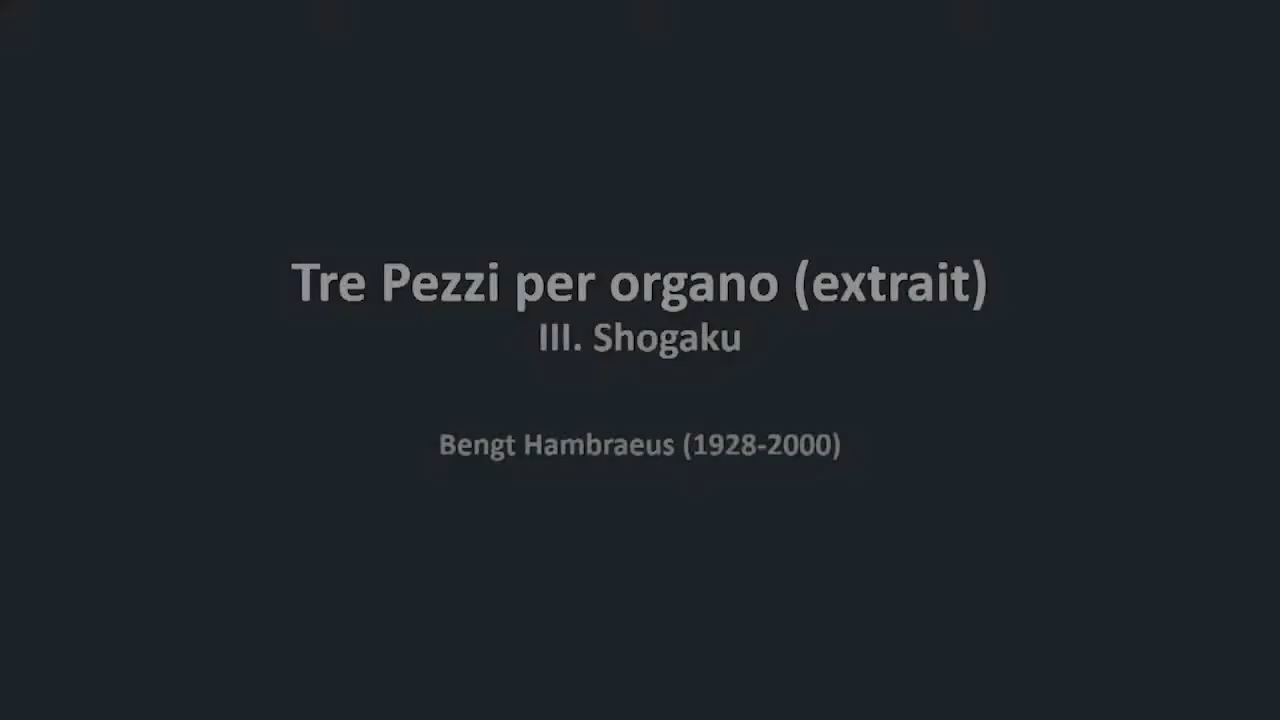 Tre Pezzi per organo (extrait)
III. Shogaku
Bengt Hambraeus (1928-2000)